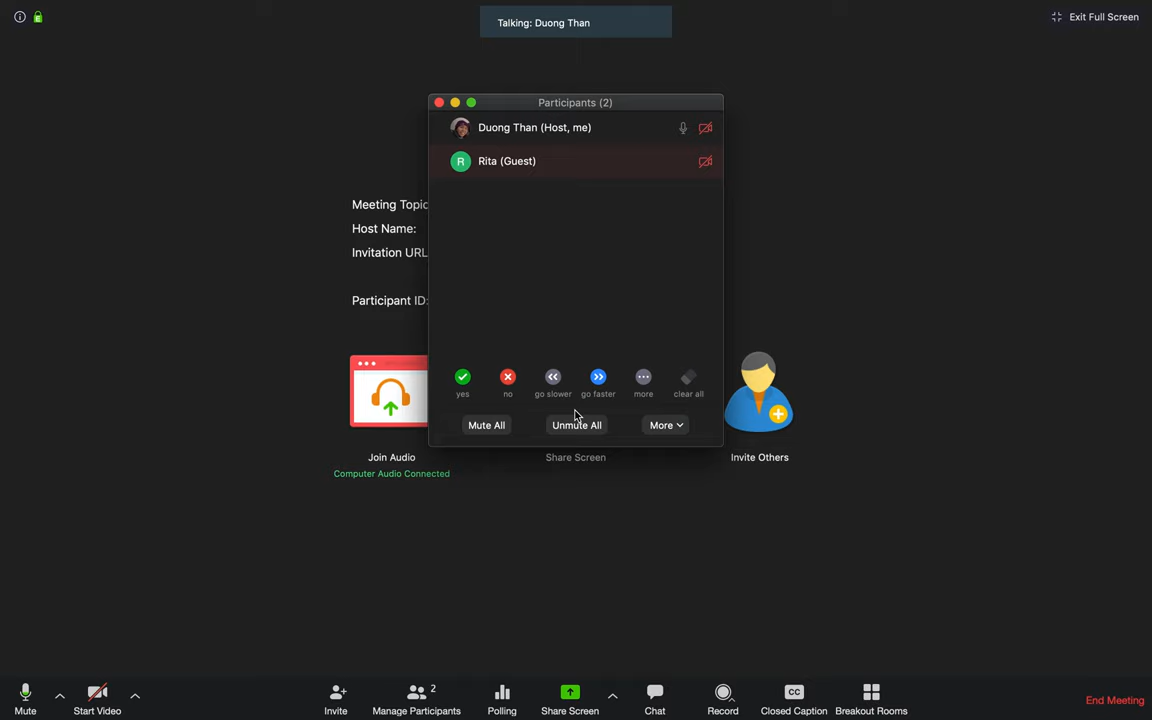 E
Talking: Duong Than
Exit Full Screen
Participants (2)
Duong Than (Host, me)
R
Rita (Guest)
Meeting Topic
Host Name:
Invitation URL
Participant ID:
yes
no
go slower
go faster
more
clear all
Mute All
Unmute All
More
Join Audio
Share Screen
Invite Others
Computer Audio Connected
Mute
Start Video
Invite
2
Manage Participants
Polling
Share Screen
Chat
Record
CC
Closed Caption
Breakout Rooms
End Meeting